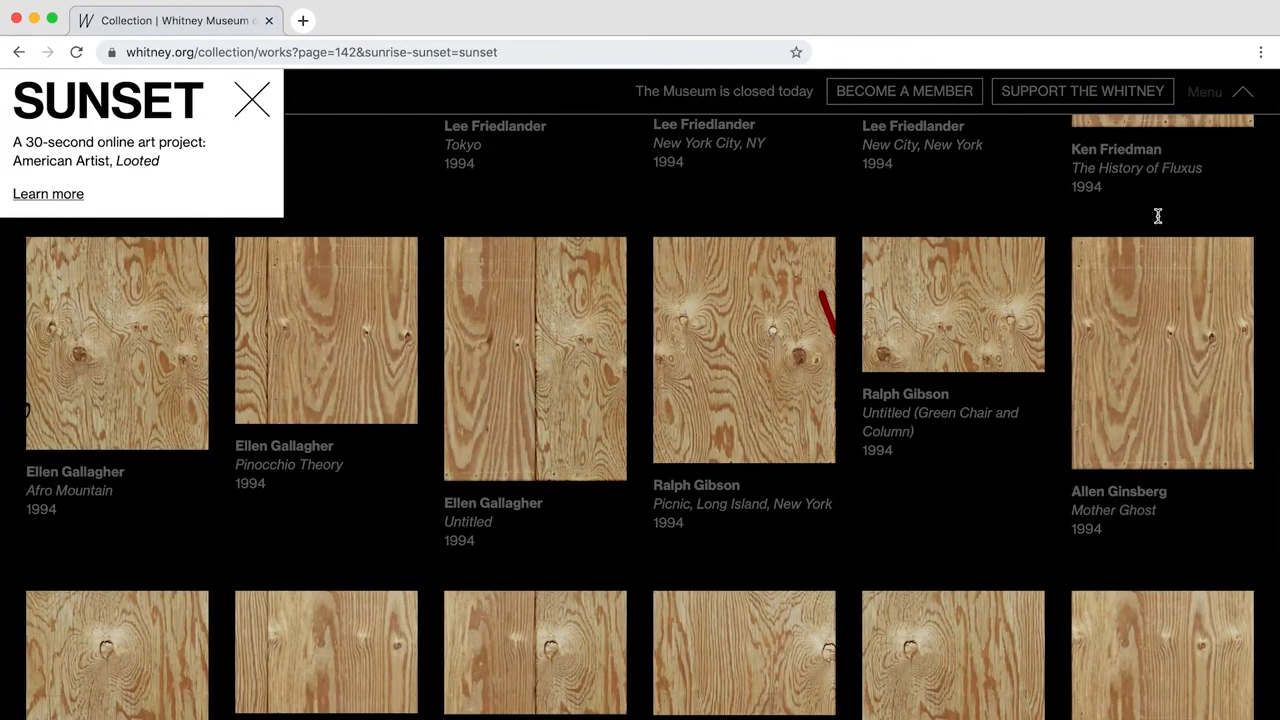 Collection | Whitney Museum o
whitney.org/collection/works?page=142&sunrise-sunset=sunset
SUNSET
A 30-second online art project:
American Artist, Looted
Learn more
The Museum is closed today
BECOME A MEMBER
SUPPORT THE WHITNEY
Menu
Lee Friedlander
Tokyo
1994
Lee Friedlander
New York City, NY
1994
Lee Friedlander
New City, New York
1994
Ken Friedman
The History of Fluxus
1994
Ellen Gallagher
Afro Mountain
1994
Ellen Gallagher
Pinocchio Theory
1994
Ellen Gallagher
Untitled
1994
Ralph Gibson
Picnic, Long Island, New York
1994
Ralph Gibson
Untitled (Green Chair and
Column)
1994
Allen Ginsberg
Mother Ghost
1994